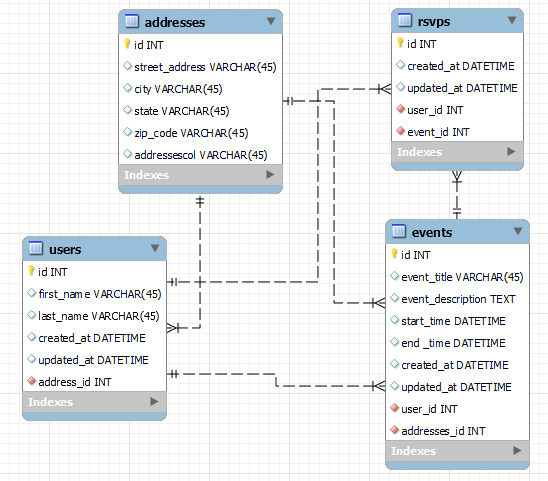 addresses
id INT
street_address VARCHAR(45)
city VARCHAR(45)
state VARCHAR(45)
zip_code VARCHAR(45)
addressescol VARCHAR(45)
Indexes
rsvps
id INT
created_at DATETIME
updated_at DATETIME
user_id INT
event_id INT
Indexes
users
id INT
first_name VARCHAR(45)
last_name VARCHAR(45)
created_at DATETIME
updated_at DATETIME
address_id INT
Indexes
events
id INT
event_title VARCHAR(45)
event_description TEXT
start_time DATETIME
end _time DATETIME
created_at DATETIME
updated_at DATETIME
user_id INT
addresses_id INT
Indexes